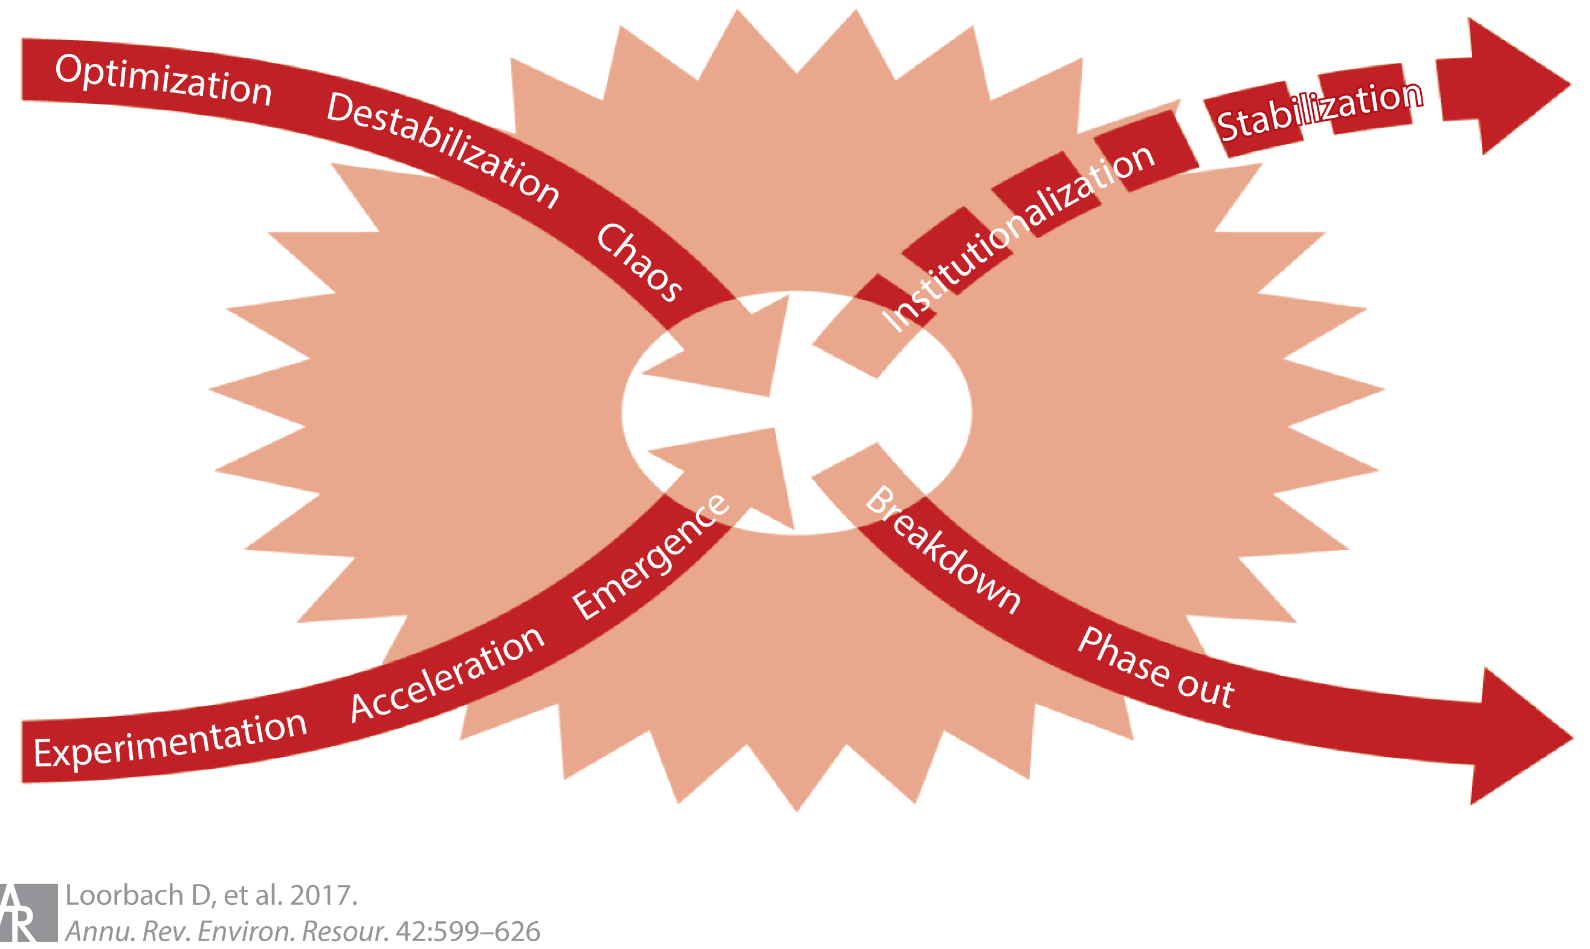 Optimization
Destabilization
Chaos
Institutionalization
Stabilization
Experimentation
Acceleration
Emergence
Breakdown
Phase out
AR
Loorbach D, et al. 2017.
Annu. Rev. Environ. Resour. 42:599–626